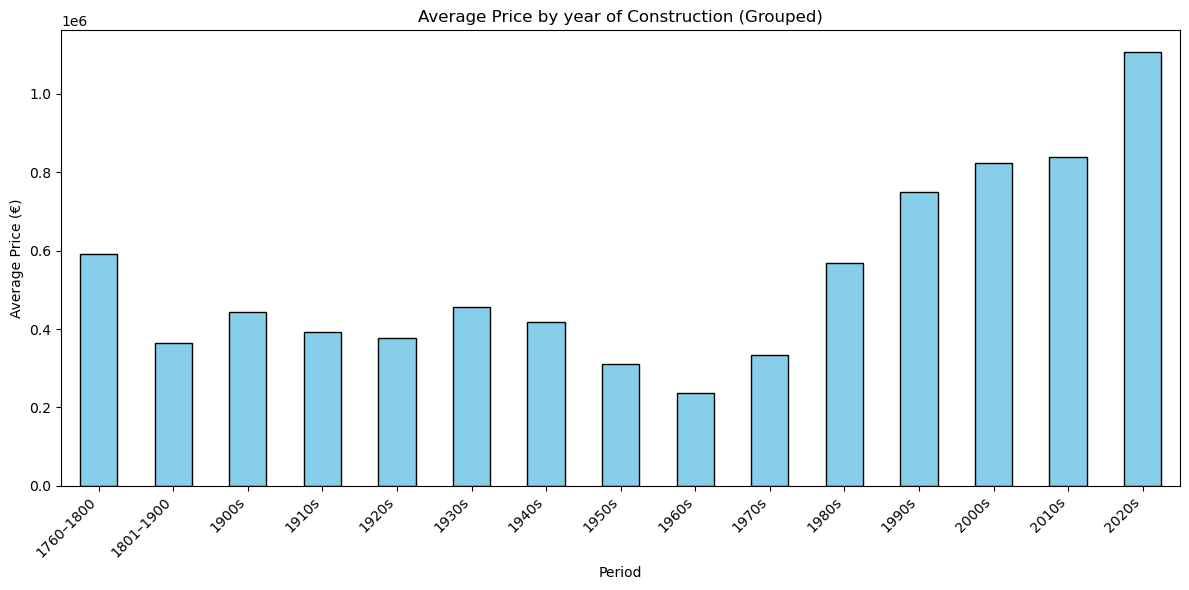 Average Price by year of Construction (Grouped)
1e6
1.0
0.8
0.6
0.4
0.2
0.0
Average Price (€)
1760–1800
1801–1900
1900s
1910s
1920s
1930s
1940s
1950s
1960s
1970s
1980s
1990s
2000s
2010s
2020s
Period